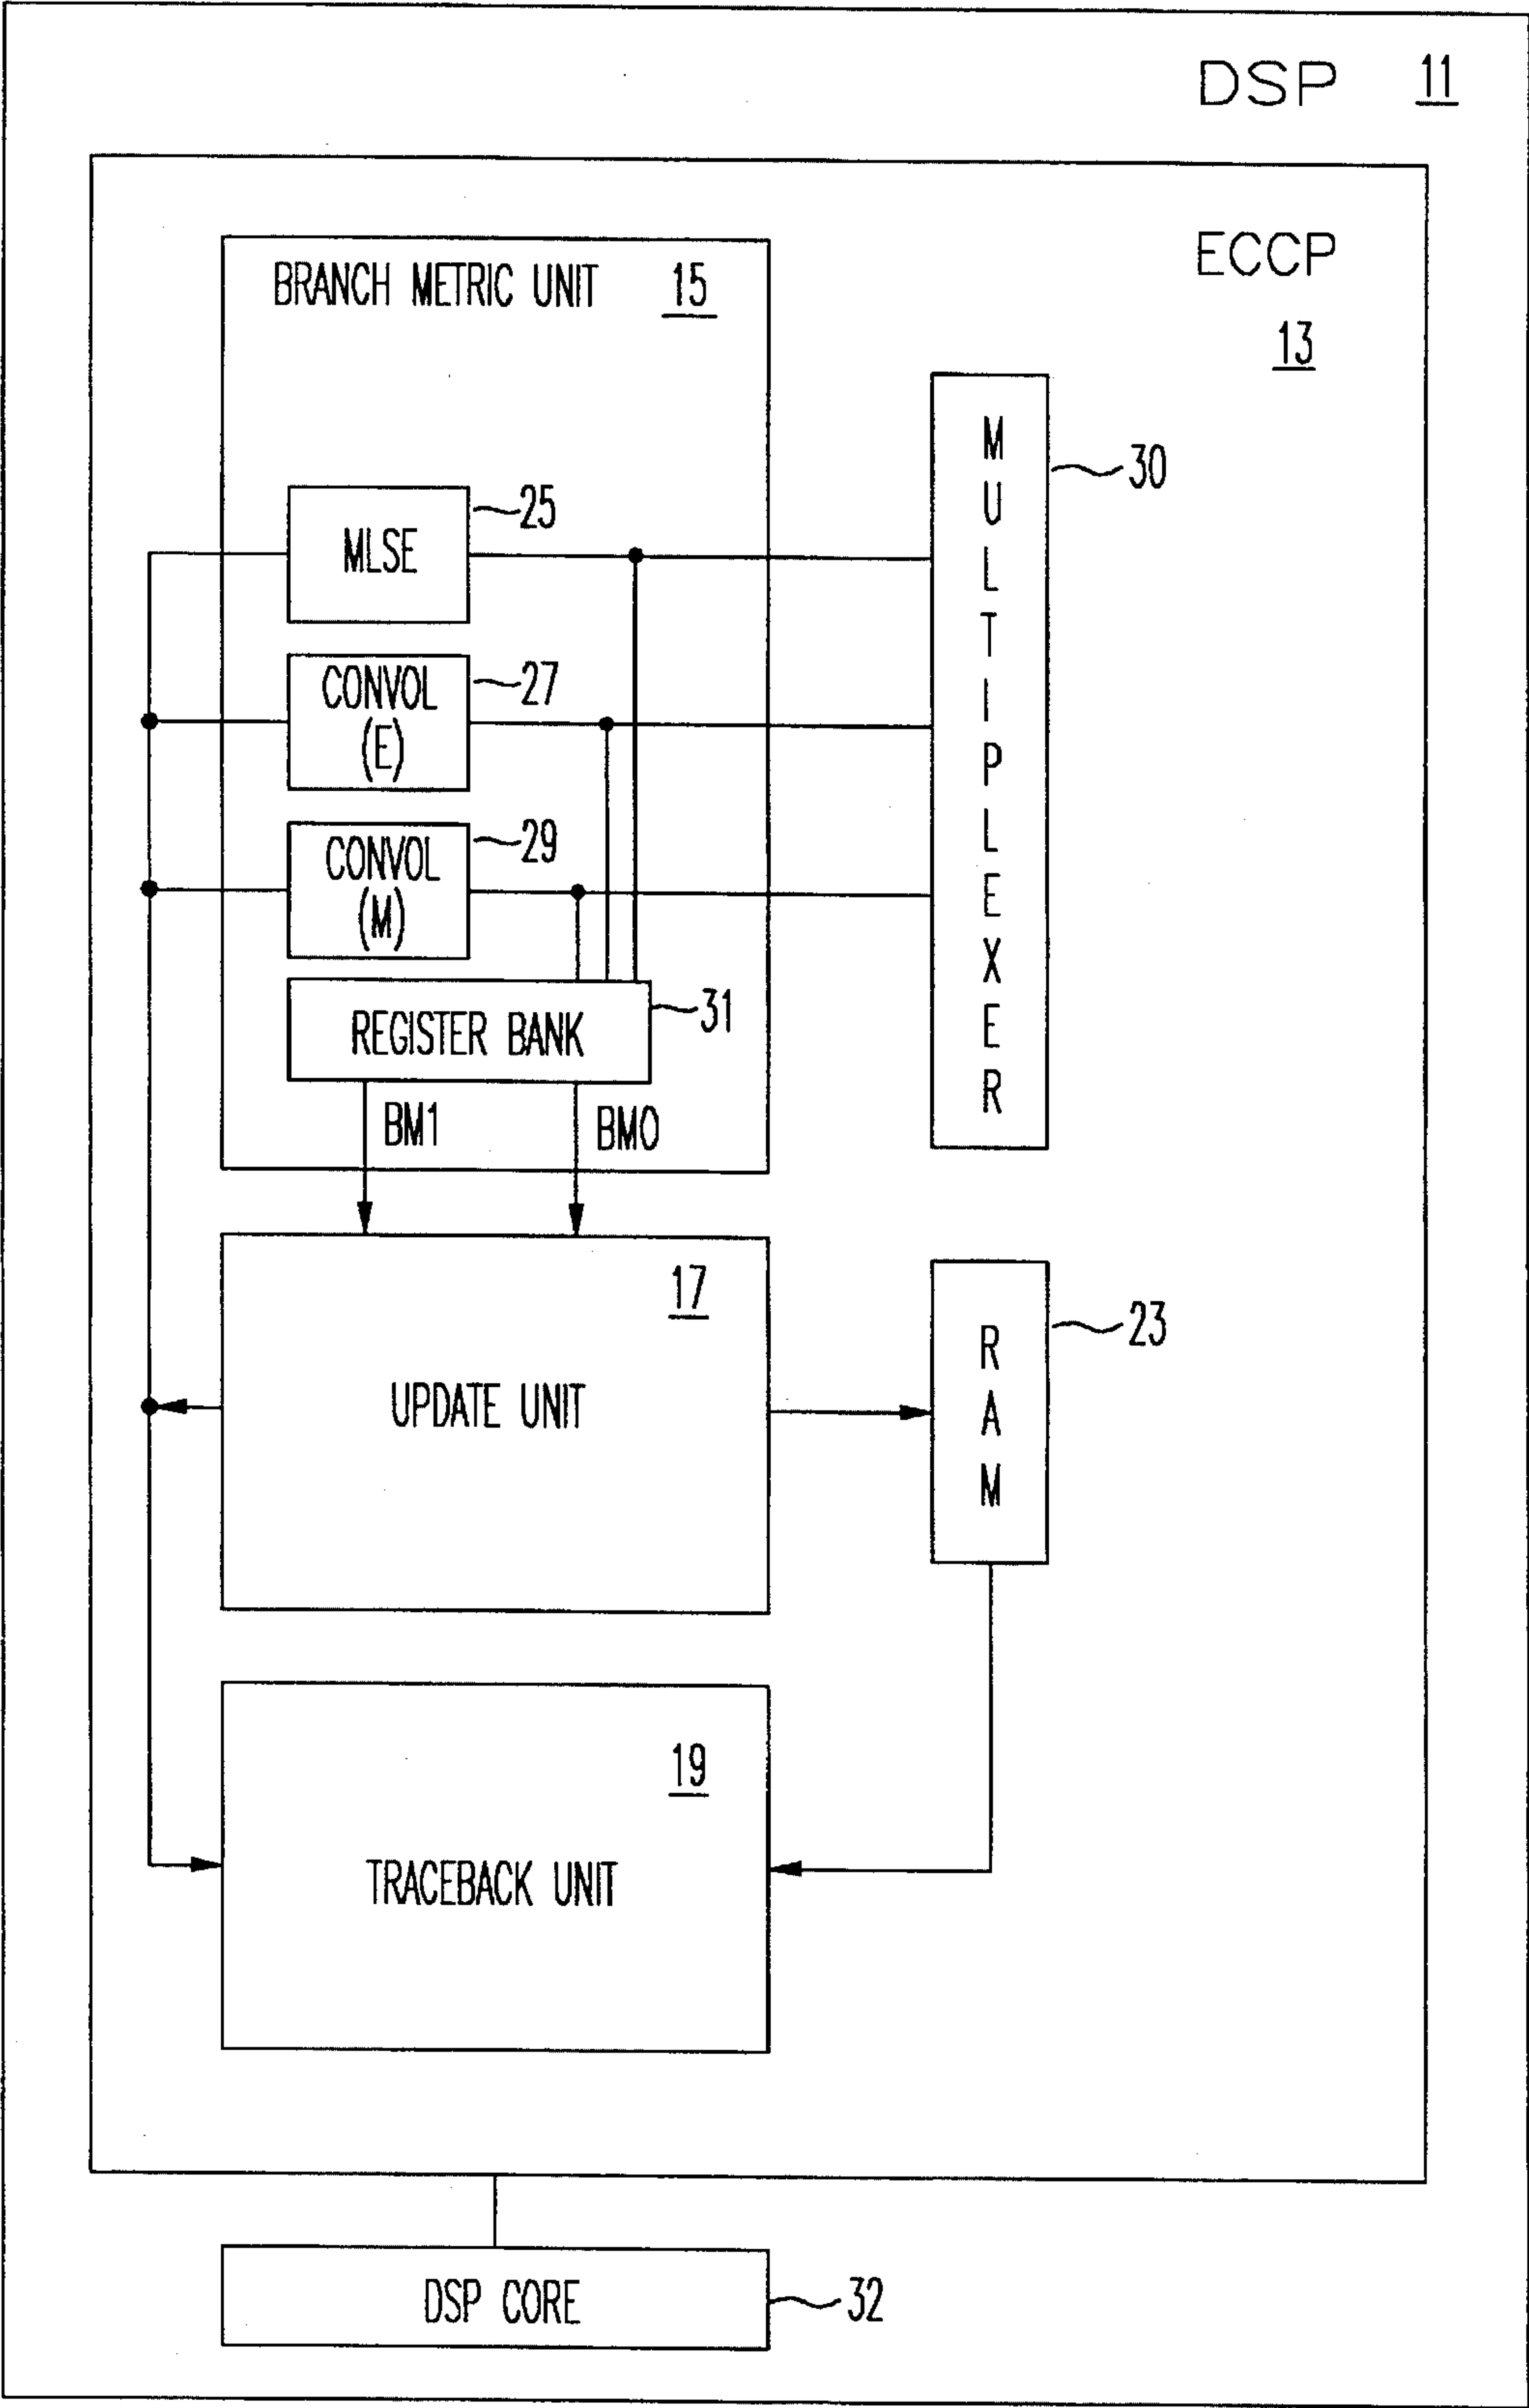 DSP 11
ECCP
13
BRANCH METRIC UNIT 15
MULTIPLEXER
30
MLSE
25
CONVOL
(E)
27
CONVOL
(M)
29
REGISTER BANK
31
BM1
BM0
17
UPDATE UNIT
RAM
23
19
TRACEBACK UNIT
DSP CORE
32